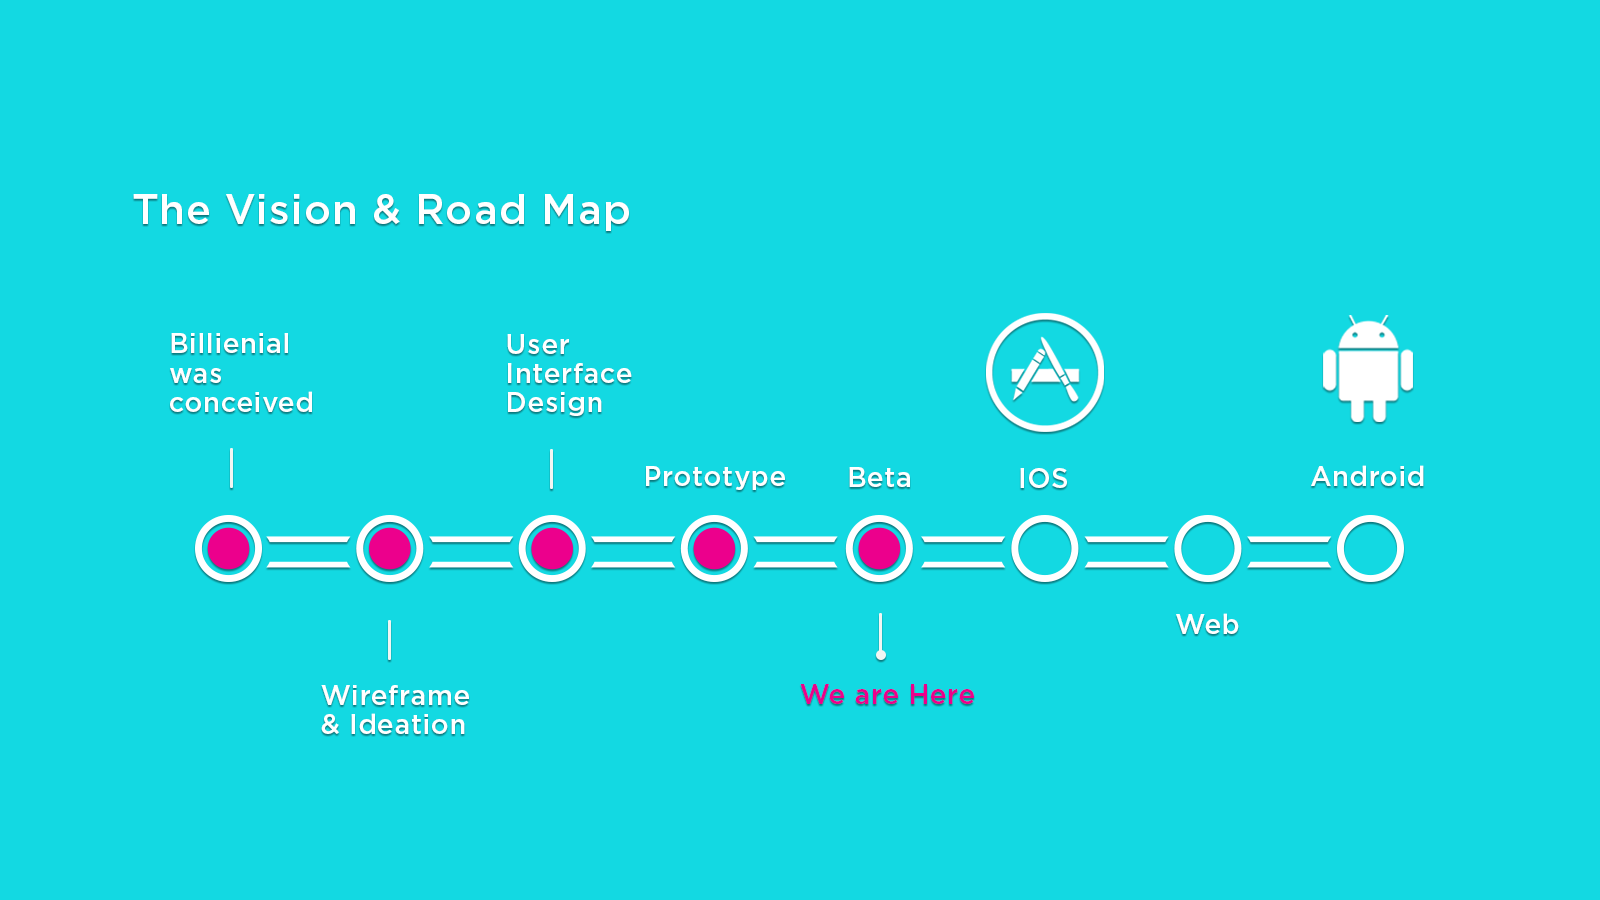 The Vision & Road Map
Billienial
was
conceived
User
Interface
Design
Prototype
Beta
IOS
Android
Web
Wireframe
& Ideation
We are Here